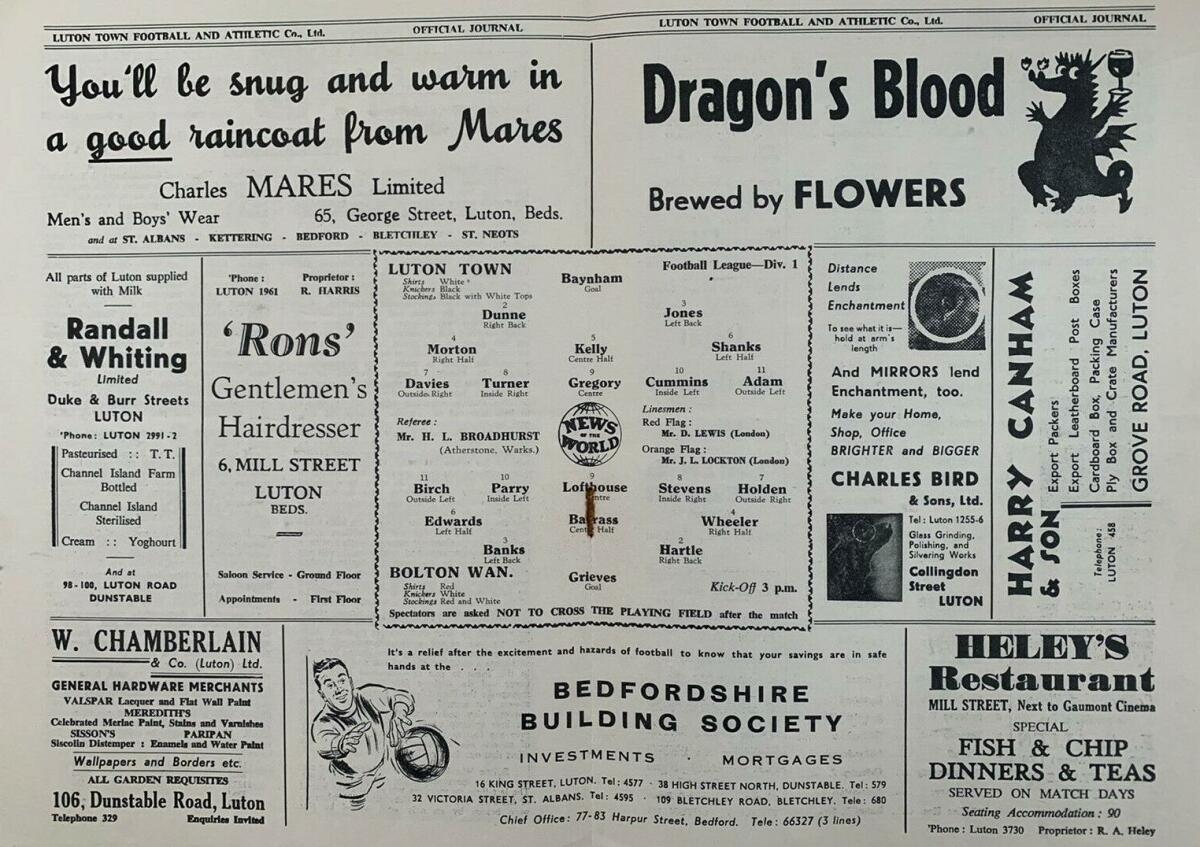 LUTON TOWN FOOTBALL AND ATHLETIC Co., Ltd. OFFICIAL JOURNAL
LUTON TOWN FOOTBALL AND ATHLETIC Co., Ltd. OFFICIAL JOURNAL
You'll be snug and warm in
a good raincoat from Mares
Charles MARES Limited
Men's and Boys' Wear 65, George Street, Luton, Beds.
and at ST. ALBANS - KETTERING - BEDFORD - BLETCHLEY - ST. NEOTS
Dragon's Blood
Brewed by FLOWERS
All parts of Luton supplied
with Milk
Randall
& Whiting
Limited
Duke & Burr Streets
LUTON
'Phone: LUTON 2991-2
Pasteurised :: T.T.
Channel Island Farm
Bottled
Channel Island
Sterilised
Cream :: Yoghourt
And at
98-100, LUTON ROAD
DUNSTABLE
'Phone : Proprietor :
LUTON 1961 R. HARRIS
'Rons'
Gentlemen's
Hairdresser
6, MILL STREET
LUTON
BEDS.
Saloon Service - Ground Floor
Appointments - First Floor
LUTON TOWN Football League—Div. 1
Shirts White
Knickers Black
Stockings Black with White Tops
Baynham
Goal
2 3
Dunne Jones
Right Back Left Back
4 5 6
Morton Kelly Shanks
Right Half Centre Half Left Half
7 8 9 10 11
Davies Turner Gregory Cummins Adam
Outside Right Inside Right Centre Inside Left Outside Left
Referee :
Mr. H. L. BROADHURST
(Atherstone, Warks.)
NEWS
OF THE
WORLD
Linesmen :
Red Flag :
Mr. D. LEWIS (London)
Orange Flag :
Mr. J. L. LOCKTON (London)
11 10 9 8 7
Birch Parry Lofthouse Stevens Holden
Outside Left Inside Left Centre Inside Right Outside Right
6 4
Edwards Barrass Wheeler
Left Half Centre Half Right Half
3 2
Banks Hartle
Left Back Right Back
BOLTON WAN.
Shirts Red
Knickers White
Stockings Red and White
Grieves
Goal
Kick-Off 3 p.m.
Spectators are asked NOT TO CROSS THE PLAYING FIELD after the match
Distance
Lends
Enchantment
To see what it is—
hold at arm's
length
And MIRRORS lend
Enchantment, too.
Make your Home,
Shop, Office
BRIGHTER and BIGGER
CHARLES BIRD
& Sons, Ltd.
Tel: Luton 1255-6
Glass Grinding,
Polishing, and
Silvering Works
Collingdon
Street
LUTON
HARRY CANHAM
& SON
Export Packers
Export Leatherboard Post Boxes
Cardboard Box, Packing Case
Ply Box and Crate Manufacturers
GROVE ROAD, LUTON
Telephone:
LUTON 458
W. CHAMBERLAIN
& Co. (Luton) Ltd.
GENERAL HARDWARE MERCHANTS
VALSPAR Lacquer and Flat Wall Paint
MEREDITH'S
Celebrated Merlac Paint, Stains and Varnishes
SISSON'S PARIPAN
Siscolin Distemper : Enamels and Water Paint
Wallpapers and Borders etc.
ALL GARDEN REQUISITES
106, Dunstable Road, Luton
Telephone 329 Enquiries Invited
It's a relief after the excitement and hazards of football to know that your savings are in safe
hands at the . . .
BEDFORDSHIRE
BUILDING SOCIETY
INVESTMENTS · MORTGAGES
16 KING STREET, LUTON. Tel: 4577 · 38 HIGH STREET NORTH, DUNSTABLE. Tel: 579
32 VICTORIA STREET, ST. ALBANS. Tel: 4595 · 109 BLETCHLEY ROAD, BLETCHLEY. Tele: 680
Chief Office: 77-83 Harpur Street, Bedford. Tele: 66327 (3 lines)
HELEY'S
Restaurant
MILL STREET, Next to Gaumont Cinema
SPECIAL
FISH & CHIP
DINNERS & TEAS
SERVED ON MATCH DAYS
Seating Accommodation : 90
'Phone : Luton 3730 Proprietor : R. A. Heley